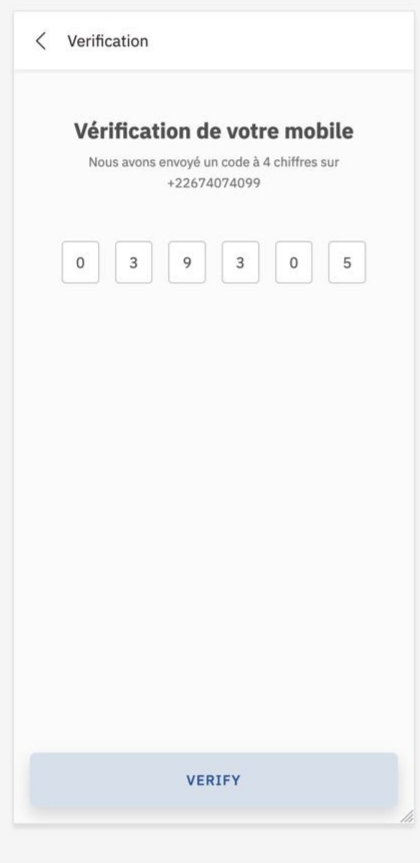 Verification
Vérification de votre mobile
Nous avons envoyé un code à 4 chiffres sur
+22674074099
0 3 9 3 0 5
VERIFY